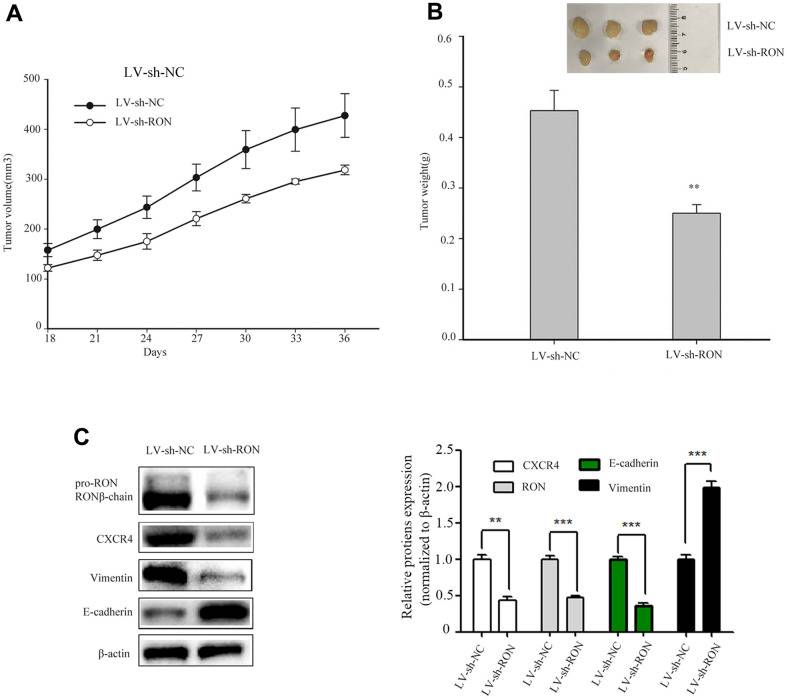 A
LV-sh-NC
LV-sh-NC
LV-sh-RON
Tumor volume(mm3)
500
400
300
200
100
0
18 21 24 27 30 33 36
Days
B
LV-sh-NC
LV-sh-RON
8
7
6
5
Tumor weight(g)
0.6
0.5
0.4
0.3
0.2
0.1
0.0
**
LV-sh-NC LV-sh-RON
C
LV-sh-NC LV-sh-RON
pro-RON
RONβ-chain
CXCR4
Vimentin
E-cadherin
β-actin
Relative protiens expression
(normalized to β-actin)
2.5
2.0
1.5
1.0
0.5
0.0
CXCR4 E-cadherin
RON Vimentin
** *** *** ***
LV-sh-NC LV-sh-RON LV-sh-NC LV-sh-RON LV-sh-NC LV-sh-RON LV-sh-NC LV-sh-RON